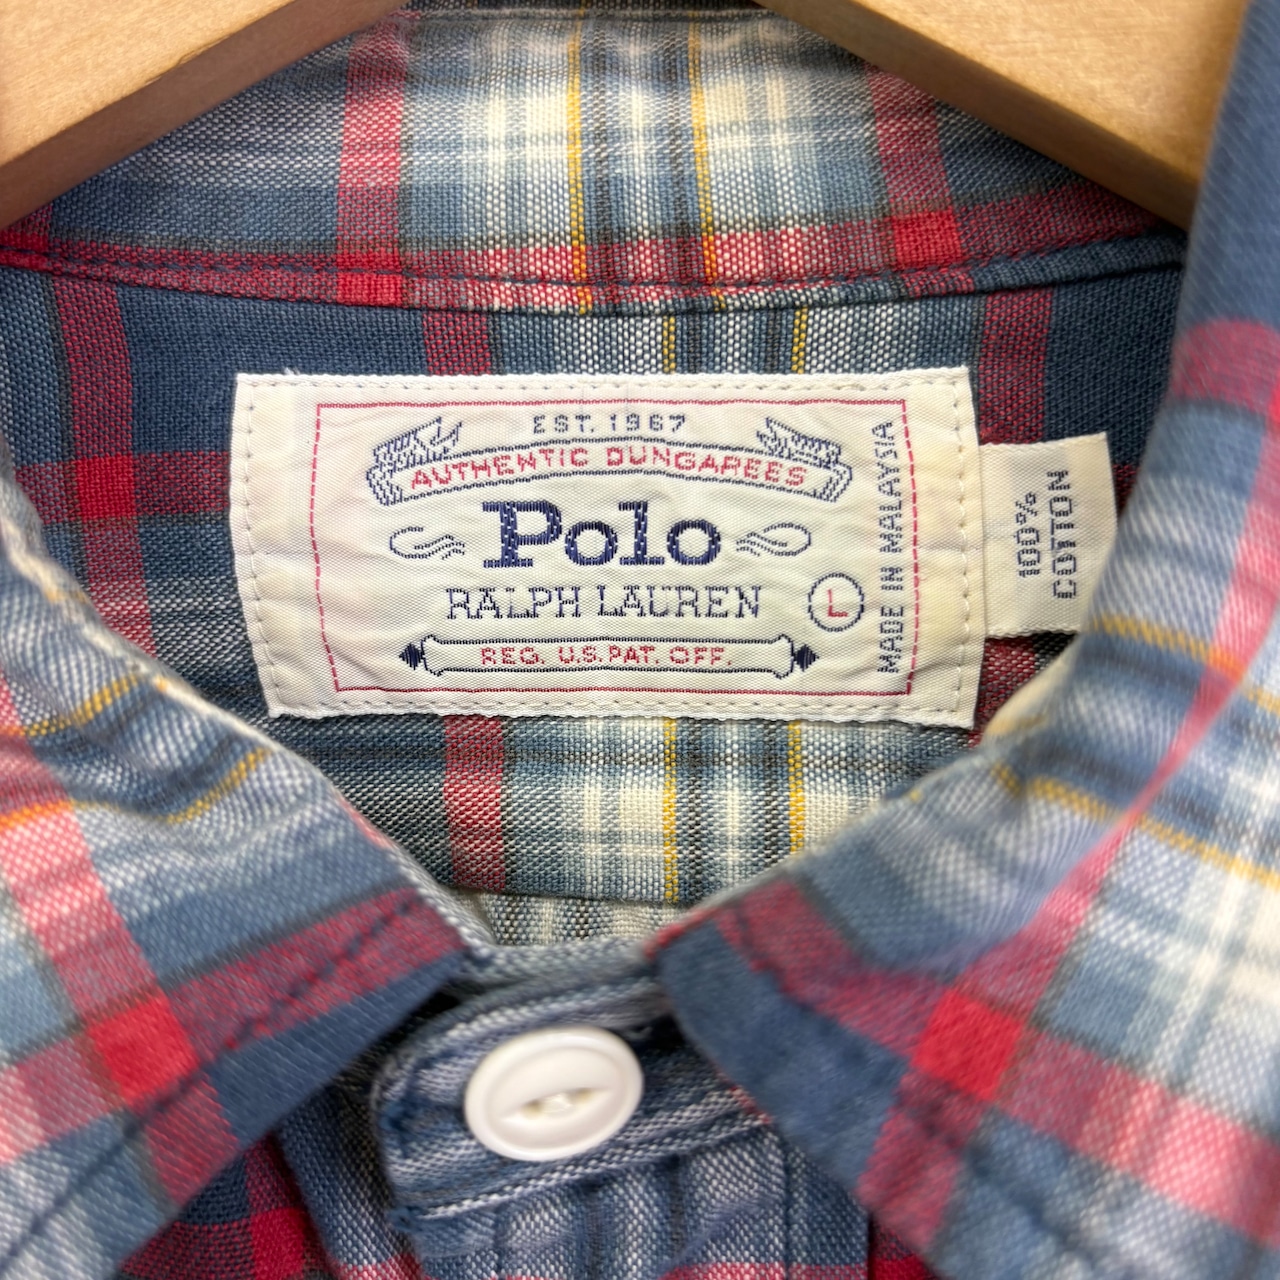 EST. 1967
AUTHENTIC DUNGAREES
Polo
RALPH LAUREN
L
REG. U.S. PAT. OFF.
MADE IN MALAYSIA
100%
COTTON